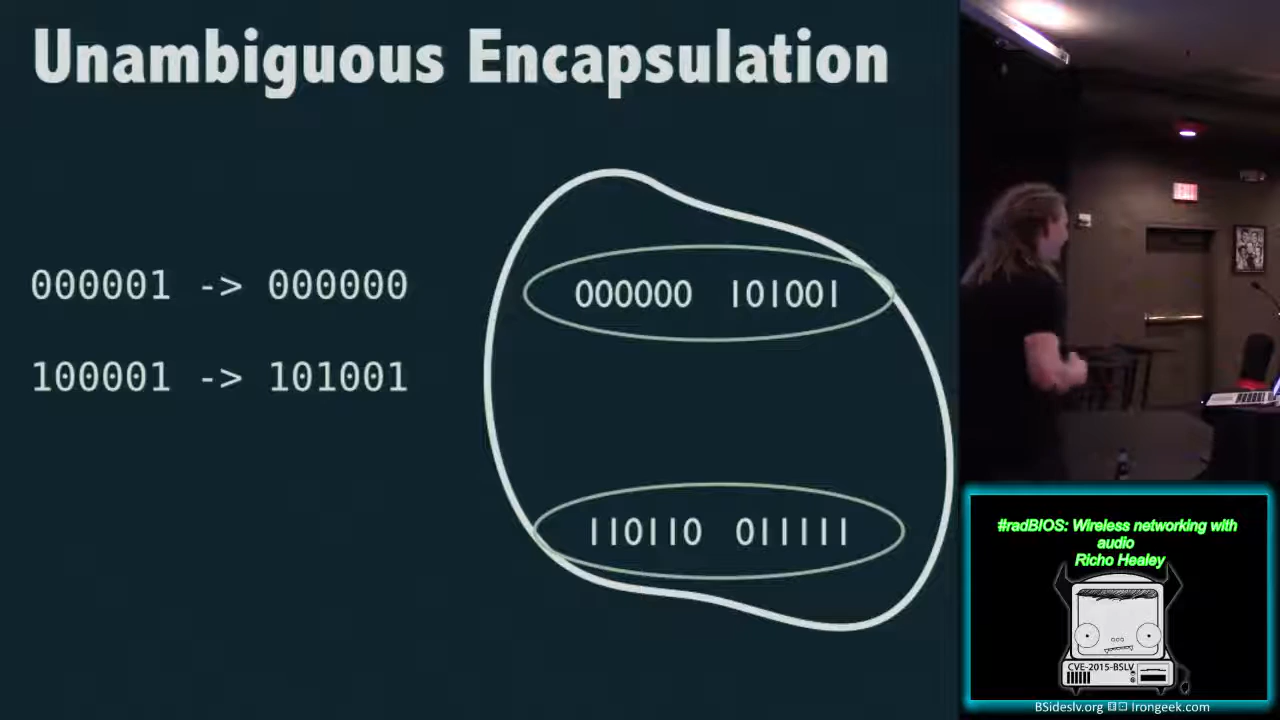 Unambiguous Encapsulation
000001 -> 000000
100001 -> 101001
000000 101001
110110 011111
EXIT
#radBIOS: Wireless networking with
audio
Richo Healey
CVE-2015-BSLV
BSideslv.org Irongeek.com